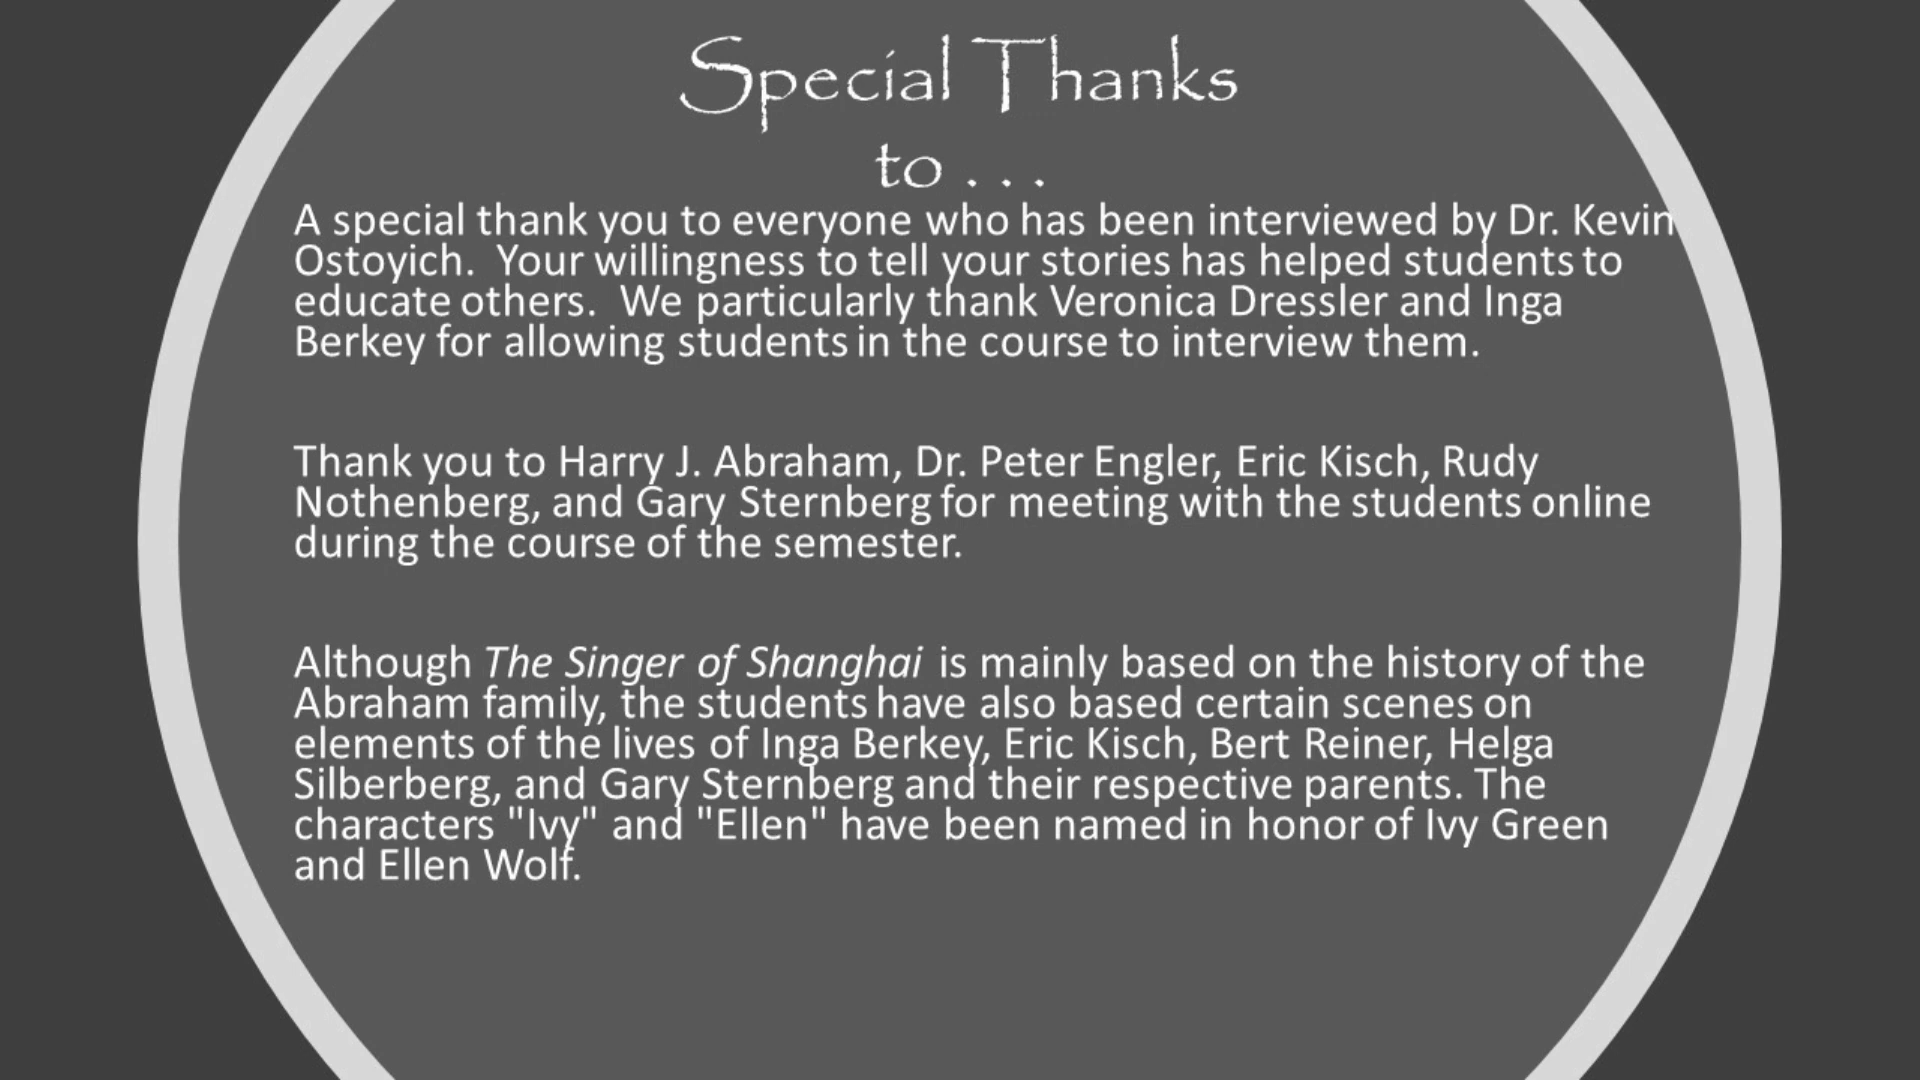 Special Thanks
to . . .
A special thank you to everyone who has been interviewed by Dr. Kevin
Ostoyich.  Your willingness to tell your stories has helped students to
educate others.  We particularly thank Veronica Dressler and Inga
Berkey for allowing students in the course to interview them.
Thank you to Harry J. Abraham, Dr. Peter Engler, Eric Kisch, Rudy
Nothenberg, and Gary Sternberg for meeting with the students online
during the course of the semester.
Although The Singer of Shanghai is mainly based on the history of the
Abraham family, the students have also based certain scenes on
elements of the lives of Inga Berkey, Eric Kisch, Bert Reiner, Helga
Silberberg, and Gary Sternberg and their respective parents. The
characters "Ivy" and "Ellen" have been named in honor of Ivy Green
and Ellen Wolf.